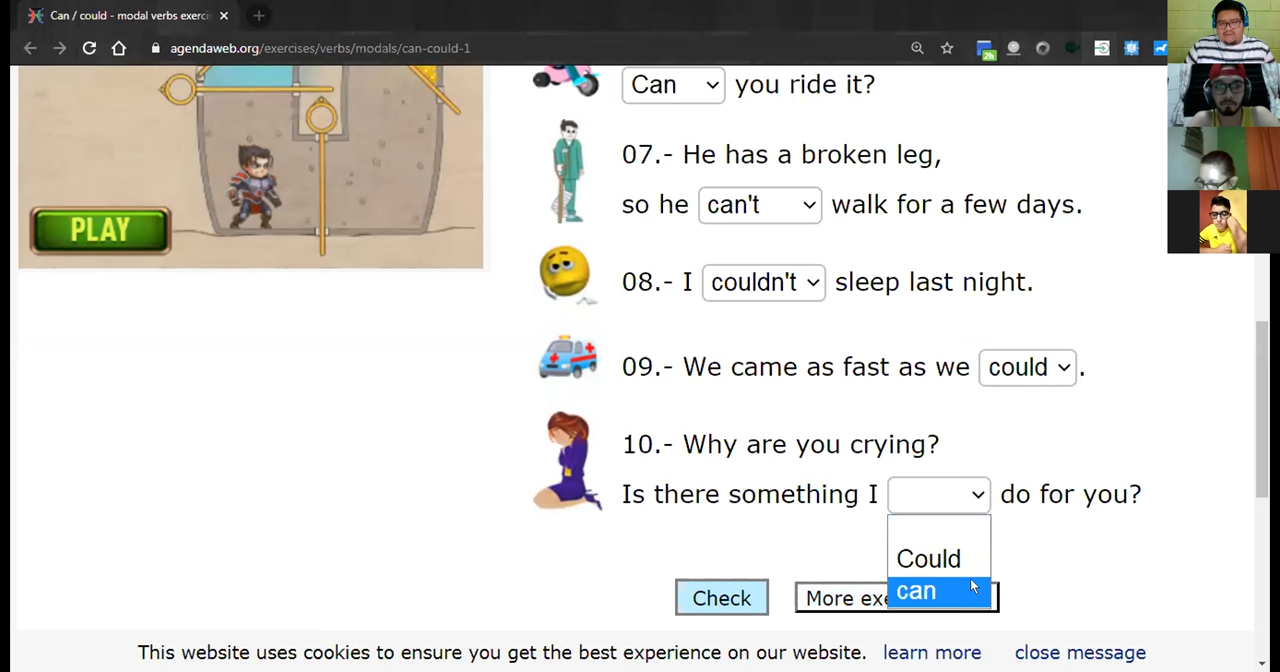 Can / could - modal verbs exerci
agendaweb.org/exercises/verbs/modals/can-could-1
2h
Can you ride it?
07.- He has a broken leg,
so he can't walk for a few days.
08.- I couldn't sleep last night.
09.- We came as fast as we could .
10.- Why are you crying?
Is there something I do for you?
Could
can
Check More exe
PLAY
This website uses cookies to ensure you get the best experience on our website. learn more close message